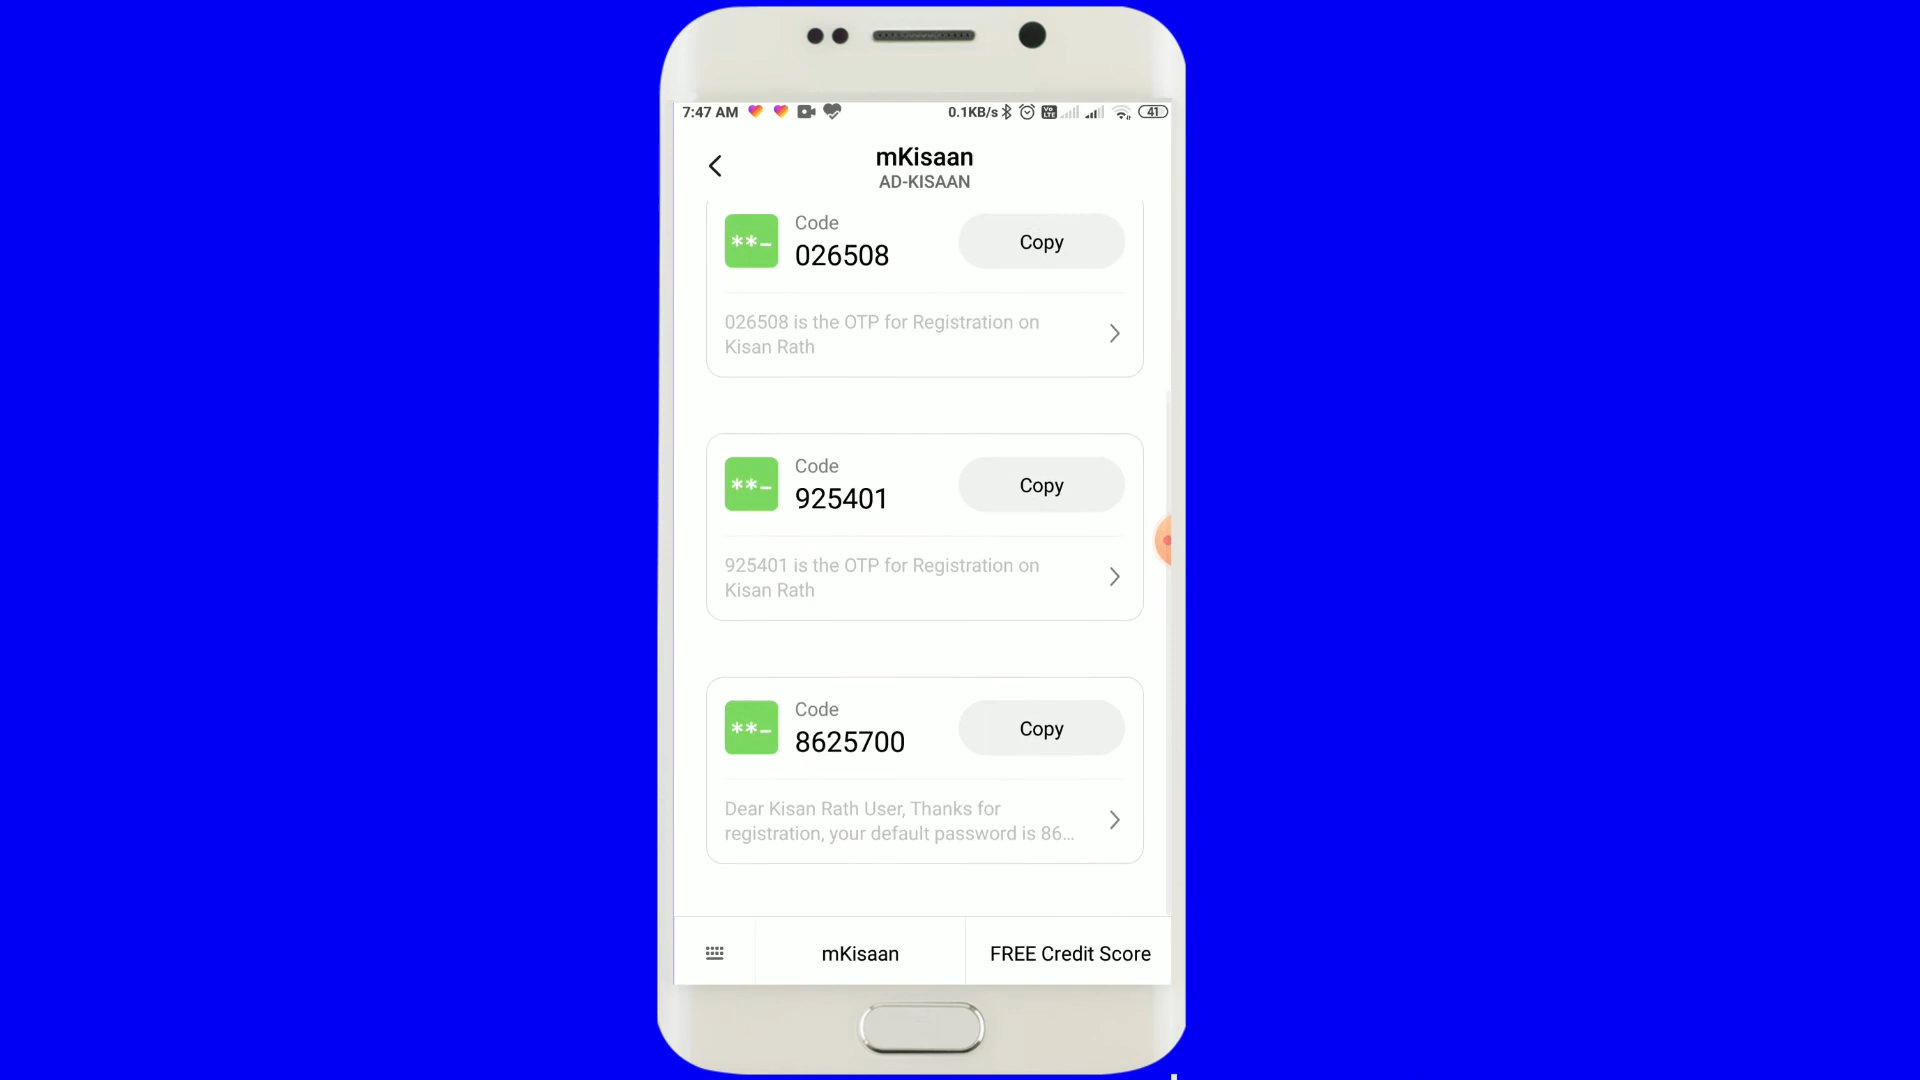 7:47 AM
0.1KB/s
Vo
LTE
41
mKisaan
AD-KISAAN
**_
Code
026508
Copy
026508 is the OTP for Registration on
Kisan Rath
**_
Code
925401
Copy
925401 is the OTP for Registration on
Kisan Rath
**_
Code
8625700
Copy
Dear Kisan Rath User, Thanks for
registration, your default password is 86...
mKisaan
FREE Credit Score